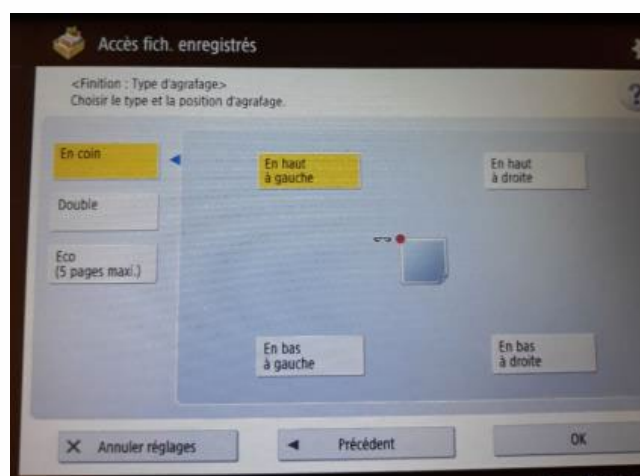 Accès fich. enregistrés
<Finition : Type d'agrafage>
Choisir le type et la position d'agrafage.
?
En coin
En haut
à gauche
En haut
à droite
Double
Eco
(5 pages maxi.)
En bas
à gauche
En bas
à droite
Annuler réglages
Précédent
OK